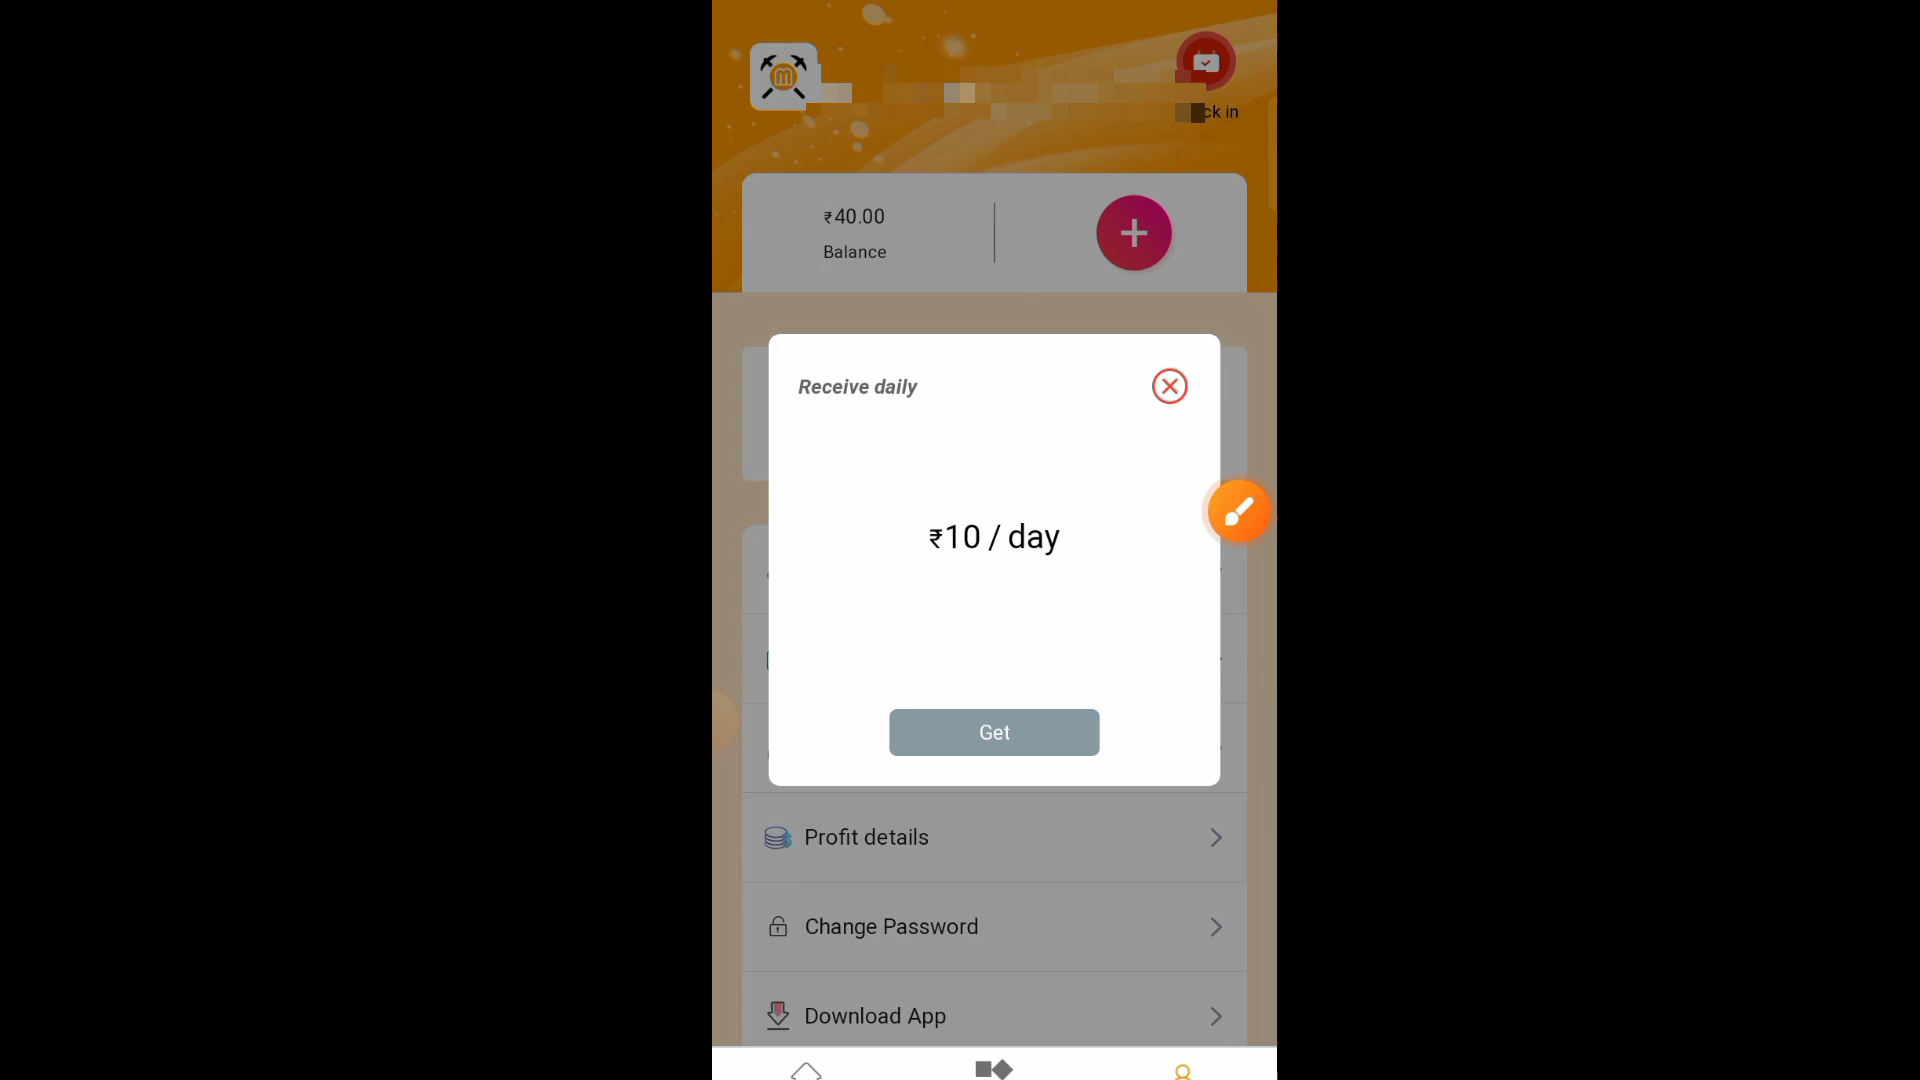 ck in
₹40.00
Balance
Receive daily
₹10 / day
Get
Profit details
Change Password
Download App